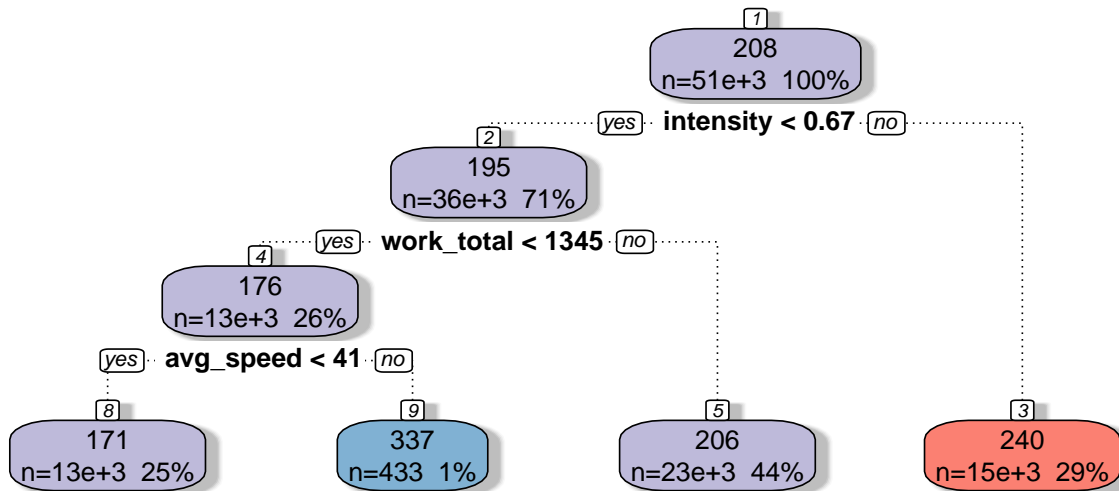 1
208
n=51e+3 100%
yes intensity < 0.67 no
2
195
n=36e+3 71%
yes work_total < 1345 no
4
176
n=13e+3 26%
yes avg_speed < 41 no
8
171
n=13e+3 25%
9
337
n=433 1%
5
206
n=23e+3 44%
3
240
n=15e+3 29%